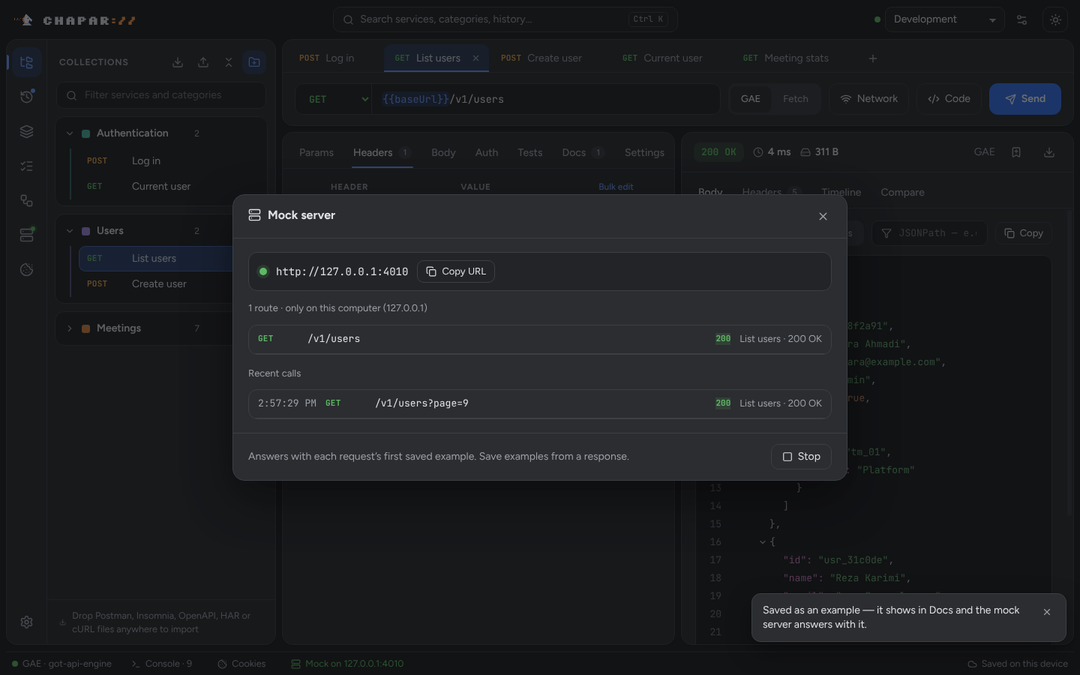 CHAPAR://
Search services, categories, history...
Ctrl K
Development
COLLECTIONS
POST Log in
GET List users
POST Create user
GET Current user
GET Meeting stats
Filter services and categories
GET
{{baseUrl}}/v1/users
GAE
Fetch
Network
Code
Send
Authentication 2
POST Log in
GET Current user
Users 2
GET List users
POST Create user
Meetings 7
Params
Headers 1
Body
Auth
Tests
Docs 1
Settings
HEADER
VALUE
Bulk edit
200 OK
4 ms
311 B
GAE
Body
Headers 5
Timeline
Compare
JSONPath — e.
Copy
Mock server
http://127.0.0.1:4010
Copy URL
1 route · only on this computer (127.0.0.1)
GET /v1/users 200 List users · 200 OK
Recent calls
2:57:29 PM GET /v1/users?page=9 200 List users · 200 OK
Answers with each request's first saved example. Save examples from a response.
Stop
8f2a91",
ra Ahmadi",
ara@example.com",
min",
rue,
"tm_01",
: "Platform"
13 }
14 ]
15 },
16 {
17 "id": "usr_31c0de",
18 "name": "Reza Karimi",
19
20
21
Saved as an example — it shows in Docs and the mock
server answers with it.
Drop Postman, Insomnia, OpenAPI, HAR or
cURL files anywhere to import
GAE · got-api-engine
Console · 9
Cookies
Mock on 127.0.0.1:4010
Saved on this device